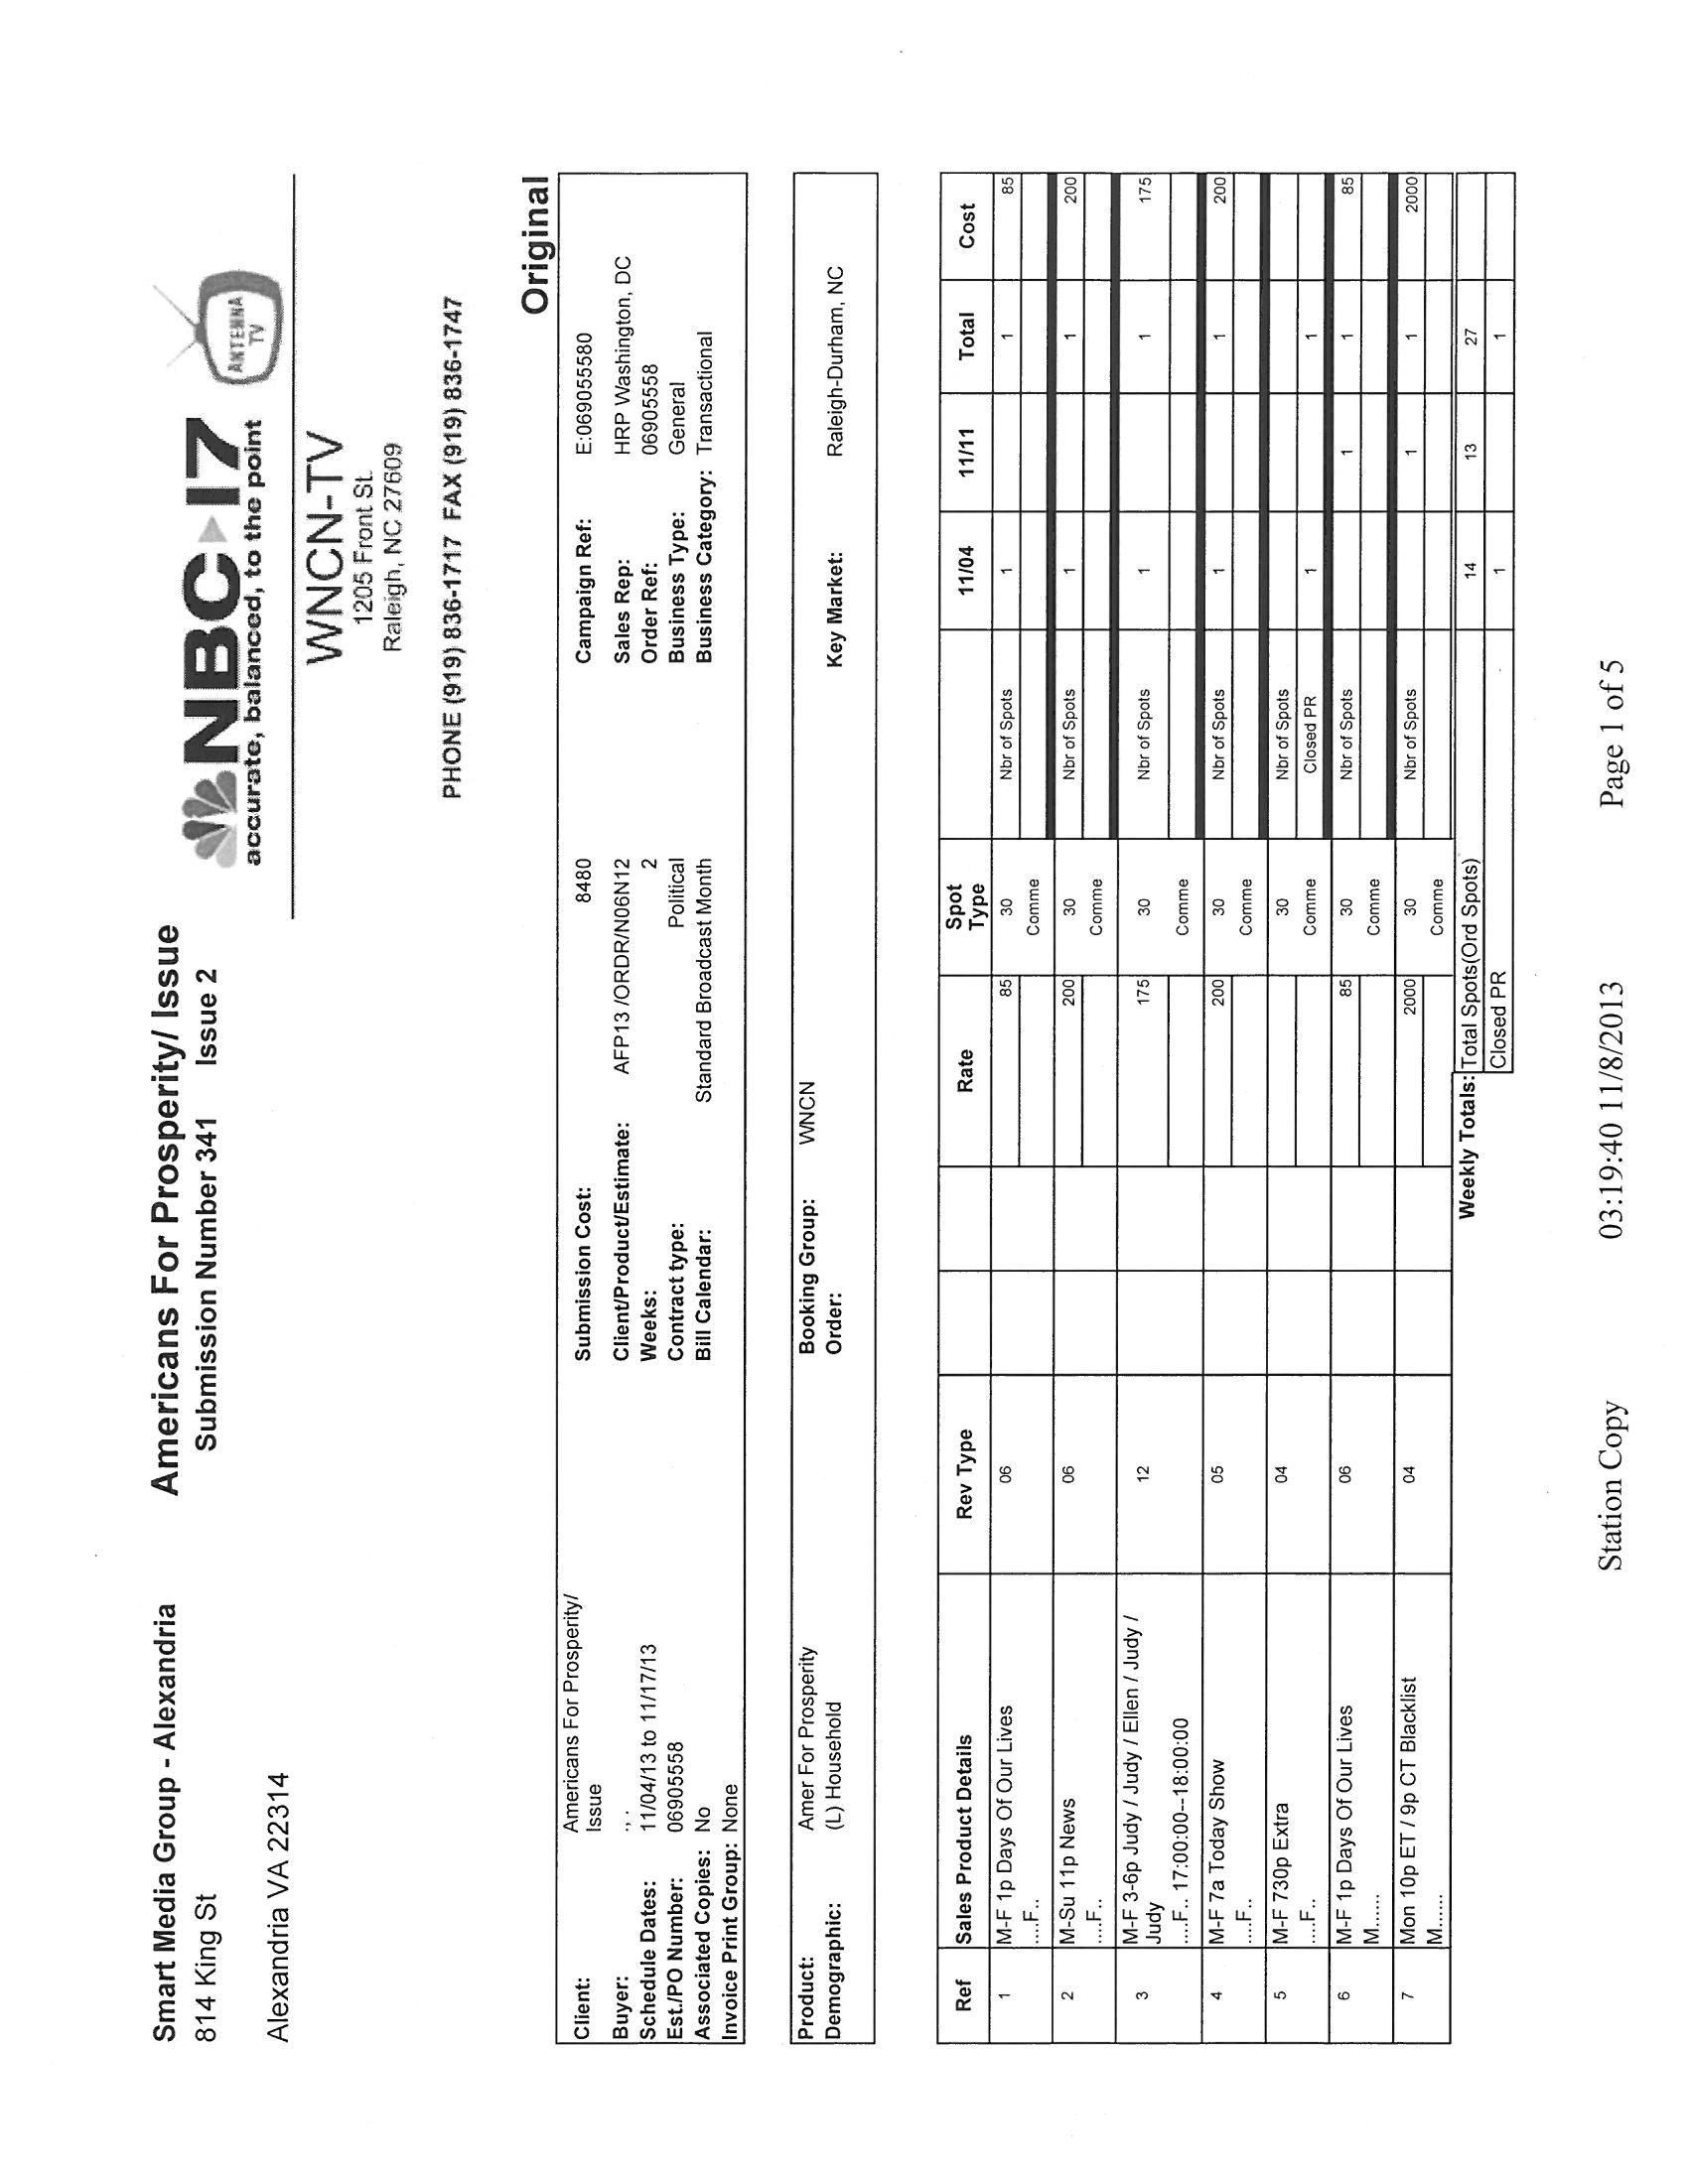 Smart Media Group - Alexandria
814 King St
Alexandria VA 22314
Americans For Prosperity/ Issue
Submission Number 341 Issue 2
NBC 17
accurate, balanced, to the point
ANTENNA
TV
WNCN-TV
1205 Front St.
Raleigh, NC 27609
PHONE (919) 836-1717 FAX (919) 836-1747
Original
Client: Americans For Prosperity/ Issue
Buyer: ., .
Schedule Dates: 11/04/13 to 11/17/13
Est./PO Number: 06905558
Associated Copies: No
Invoice Print Group: None
Submission Cost: 8480
Client/Product/Estimate: AFP13 /ORDR/N06N12
Weeks: 2
Contract type: Political
Bill Calendar: Standard Broadcast Month
Campaign Ref: E:069055580
Sales Rep: HRP Washington, DC
Order Ref: 06905558
Business Type: General
Business Category: Transactional
Product: Amer For Prosperity
Demographic: (L) Household
Booking Group: WNCN
Order:
Key Market: Raleigh-Durham, NC
Ref Sales Product Details Rev Type Rate Spot Type 11/04 11/11 Total Cost
1 M-F 1p Days Of Our Lives 06 85 30 Nbr of Spots 1 1 85
....F.. Comme
2 M-Su 11p News 06 200 30 Nbr of Spots 1 1 200
....F.. Comme
3 M-F 3-6p Judy / Judy / Ellen / Judy / 12 175 30 Nbr of Spots 1 1 175
Judy
....F.. 17:00:00--18:00:00 Comme
4 M-F 7a Today Show 05 200 30 Nbr of Spots 1 1 200
....F.. Comme
5 M-F 730p Extra 04 30 Nbr of Spots
....F.. Comme Closed PR 1 1
6 M-F 1p Days Of Our Lives 06 85 30 Nbr of Spots 1 1 85
M...... Comme
7 Mon 10p ET / 9p CT Blacklist 04 2000 30 Nbr of Spots 1 1 2000
M...... Comme
Weekly Totals: Total Spots(Ord Spots) 14 13 27
Closed PR 1 1
Station Copy 03:19:40 11/8/2013 Page 1 of 5